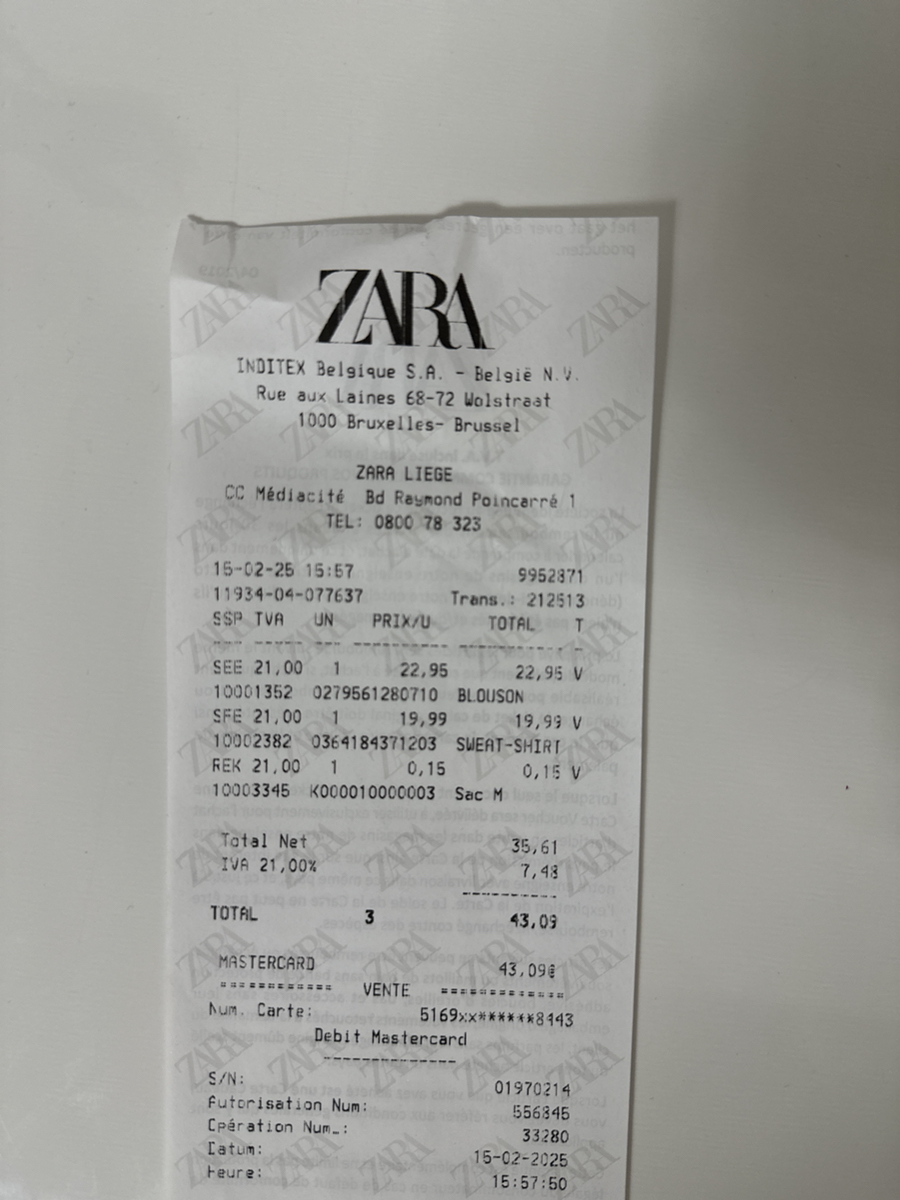 ZARA
INDITEX Belgique S.A. - België N.V.
Rue aux Laines 68-72 Wolstraat
1000 Bruxelles- Brussel
ZARA LIEGE
CC Médiacité Bd Raymond Poincarré 1
TEL: 0800 78 323
15-02-25 15:57 9952871
11934-04-077637 Trans.: 212513
SSP TVA UN PRIX/U TOTAL T
SEE 21,00 1 22,95 22,95 V
10001352 0279561280710 BLOUSON
SFE 21,00 1 19,99 19,99 V
10002382 0364184371203 SWEAT-SHIRT
REK 21,00 1 0,15 0,15 V
10003345 K000010000003 Sac M
Total Net 35,61
IVA 21,00% 7,48
TOTAL 3 43,09
MASTERCARD 43,09€
============ VENTE =============
Num. Carte: 5169xx******8443
Debit Mastercard
--------------
S/N: 01970214
Autorisation Num: 556845
Opération Num.: 33280
Datum: 15-02-2025
Heure: 15:57:50